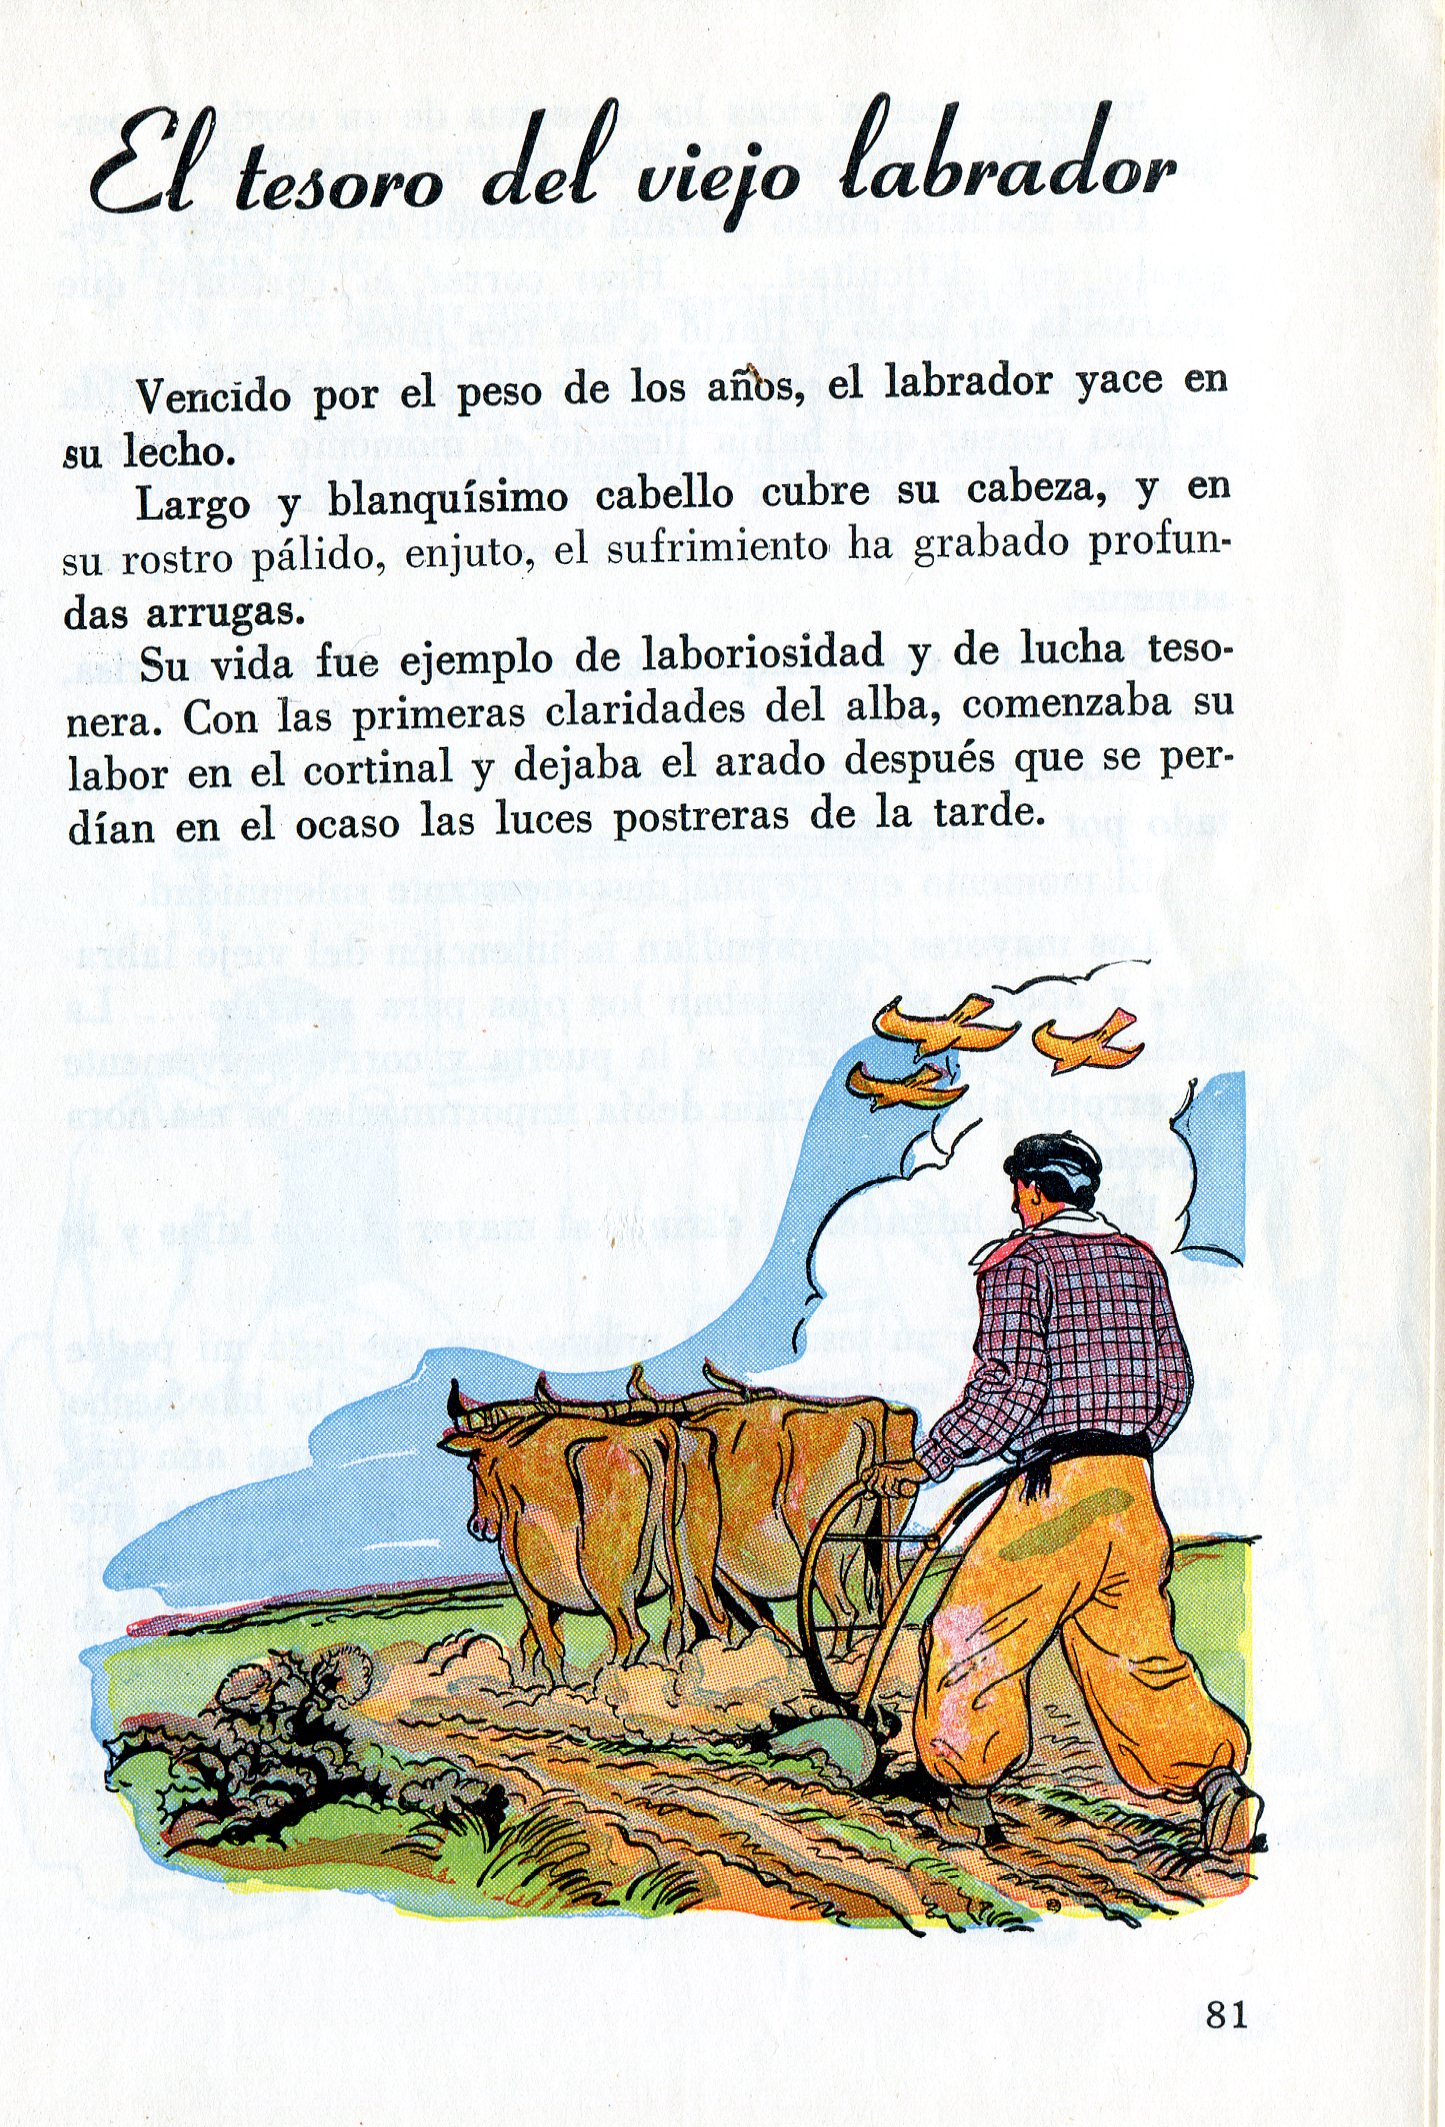 El tesoro del viejo labrador
Vencido por el peso de los años, el labrador yace en
su lecho.
Largo y blanquísimo cabello cubre su cabeza, y en
su rostro pálido, enjuto, el sufrimiento ha grabado profun-
das arrugas.
Su vida fue ejemplo de laboriosidad y de lucha teso-
nera. Con las primeras claridades del alba, comenzaba su
labor en el cortinal y dejaba el arado después que se per-
dían en el ocaso las luces postreras de la tarde.
81